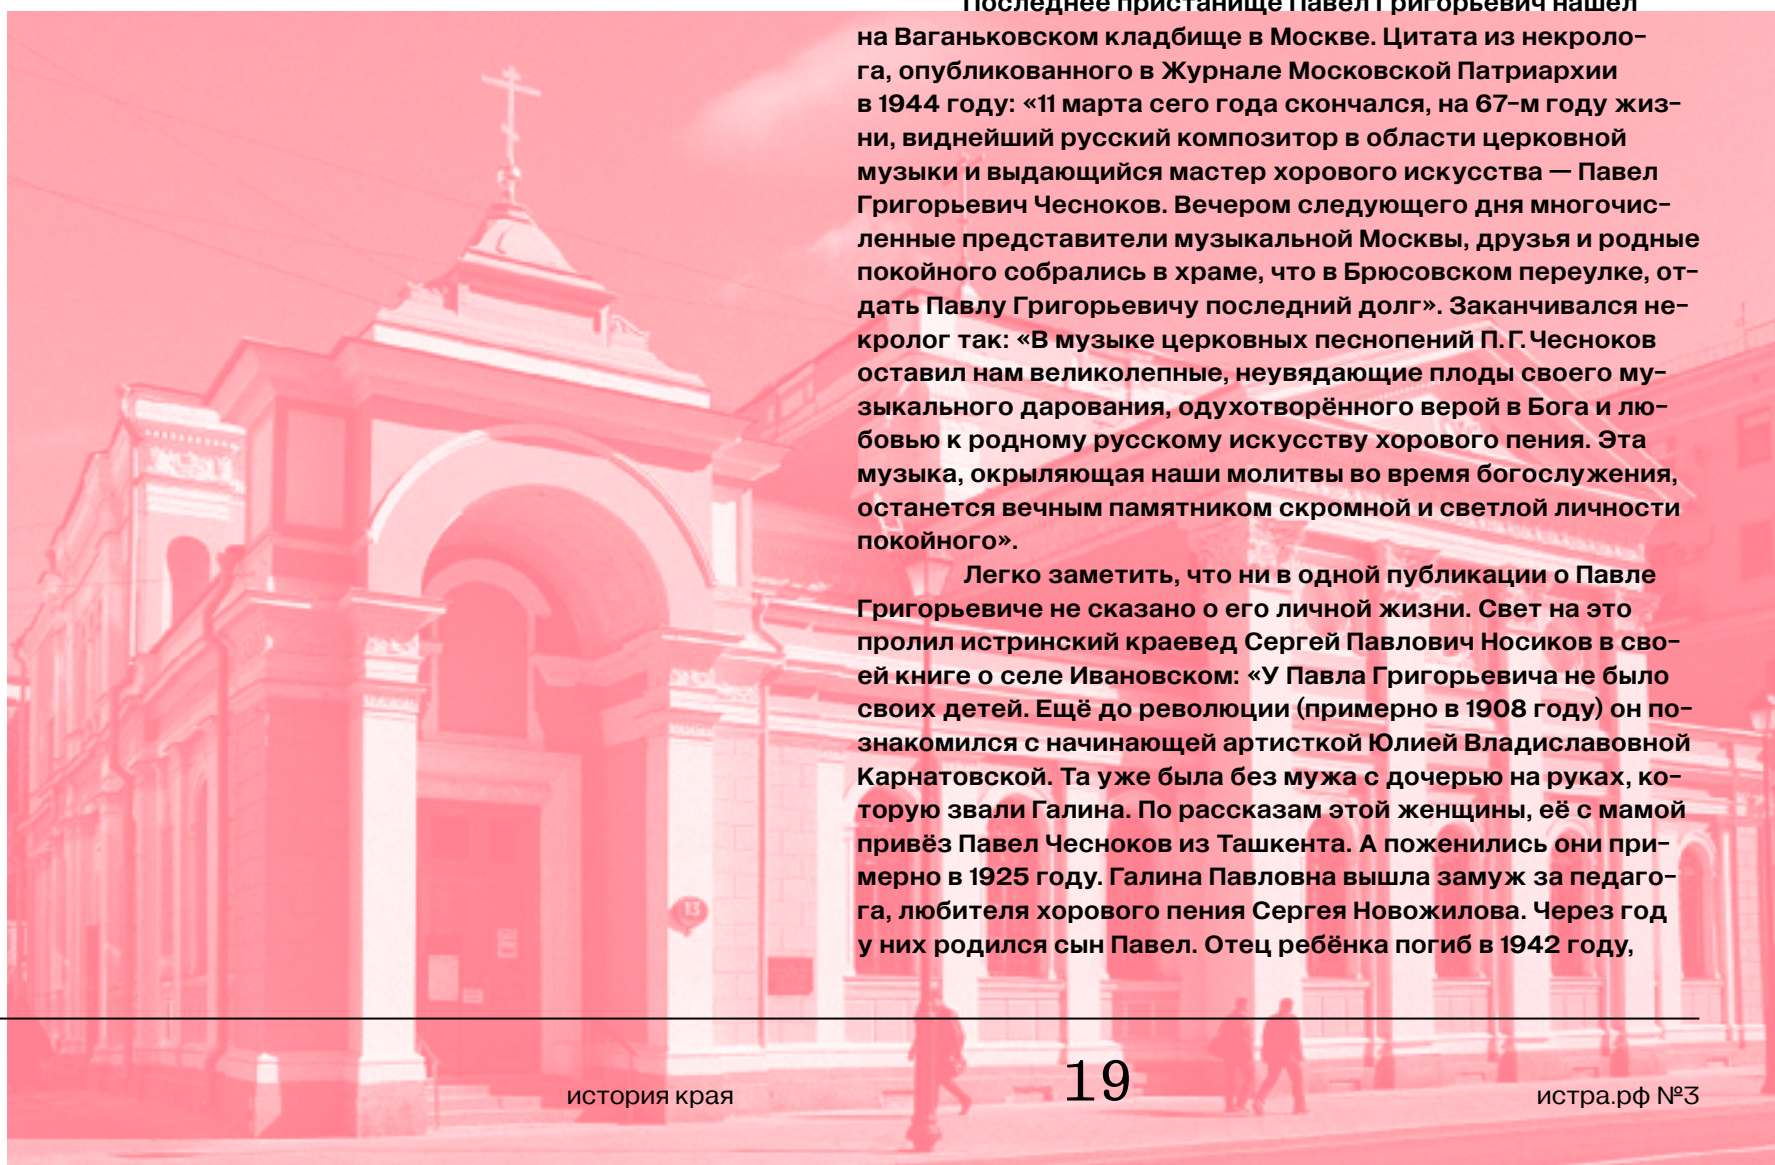 Последнее пристанище Павел Григорьевич нашёл
на Ваганьковском кладбище в Москве. Цитата из некроло-
га, опубликованного в Журнале Московской Патриархии
в 1944 году: «11 марта сего года скончался, на 67-м году жиз-
ни, виднейший русский композитор в области церковной
музыки и выдающийся мастер хорового искусства — Павел
Григорьевич Чесноков. Вечером следующего дня многочис-
ленные представители музыкальной Москвы, друзья и родные
покойного собрались в храме, что в Брюсовском переулке, от-
дать Павлу Григорьевичу последний долг». Заканчивался не-
кролог так: «В музыке церковных песнопений П. Г. Чесноков
оставил нам великолепные, неувядающие плоды своего му-
зыкального дарования, одухотворённого верой в Бога и лю-
бовью к родному русскому искусству хорового пения. Эта
музыка, окрыляющая наши молитвы во время богослужения,
останется вечным памятником скромной и светлой личности
покойного».
Легко заметить, что ни в одной публикации о Павле
Григорьевиче не сказано о его личной жизни. Свет на это
пролил истринский краевед Сергей Павлович Носиков в сво-
ей книге о селе Ивановском: «У Павла Григорьевича не было
своих детей. Ещё до революции (примерно в 1908 году) он по-
знакомился с начинающей артисткой Юлией Владиславовной
Карнатовской. Та уже была без мужа с дочерью на руках, ко-
торую звали Галина. По рассказам этой женщины, её с мамой
привёз Павел Чесноков из Ташкента. А поженились они при-
мерно в 1925 году. Галина Павловна вышла замуж за педаго-
га, любителя хорового пения Сергея Новожилова. Через год
у них родился сын Павел. Отец ребёнка погиб в 1942 году,
13
история края
19
истра.рф №3